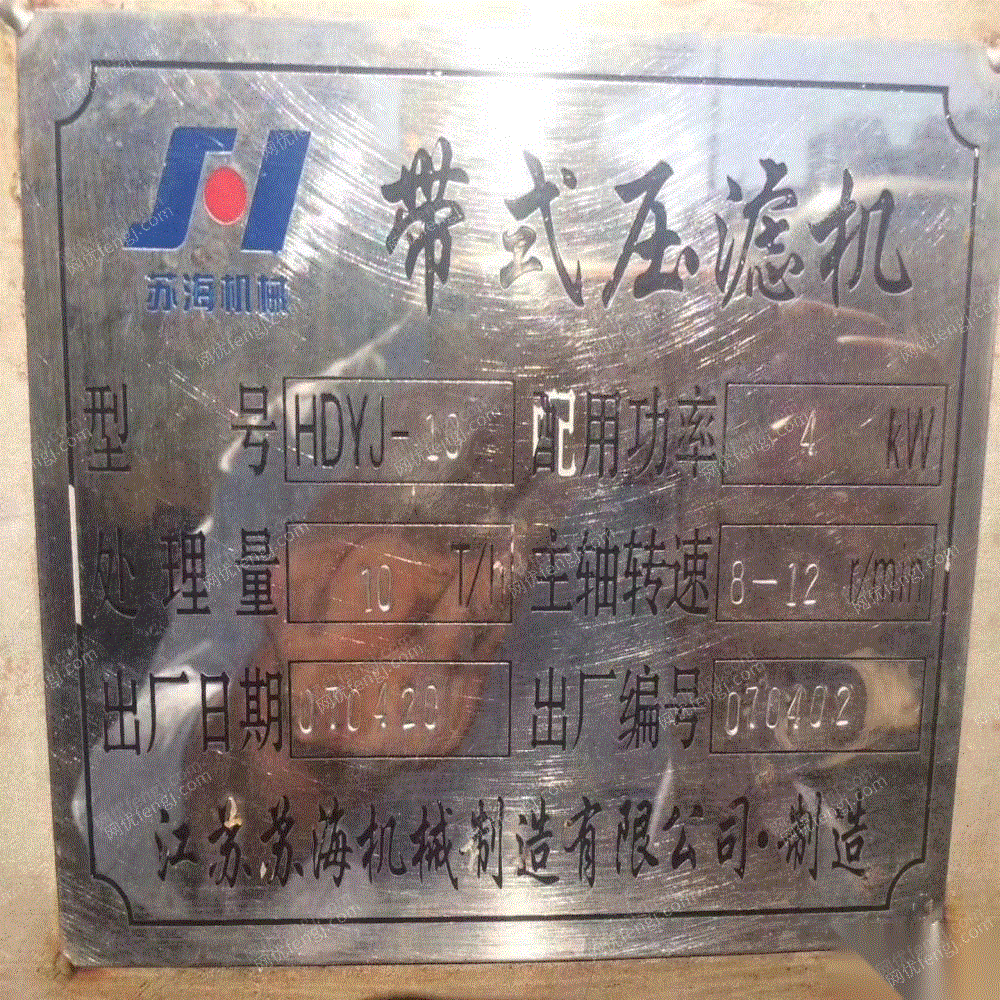 带式压滤机
苏海机械
型号 HDYJ-10 配用功率 4 kW
处理量 10 T/h 主轴转速 8-12 r/min
出厂日期 070420 出厂编号 070402
江苏苏海机械制造有限公司·制造